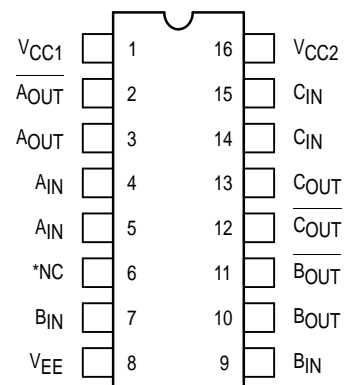 VCC1 1 16 VCC2
AOUT 2 15 CIN
AOUT 3 14 CIN
AIN 4 13 COUT
AIN 5 12 COUT
*NC 6 11 BOUT
BIN 7 10 BOUT
VEE 8 9 BIN